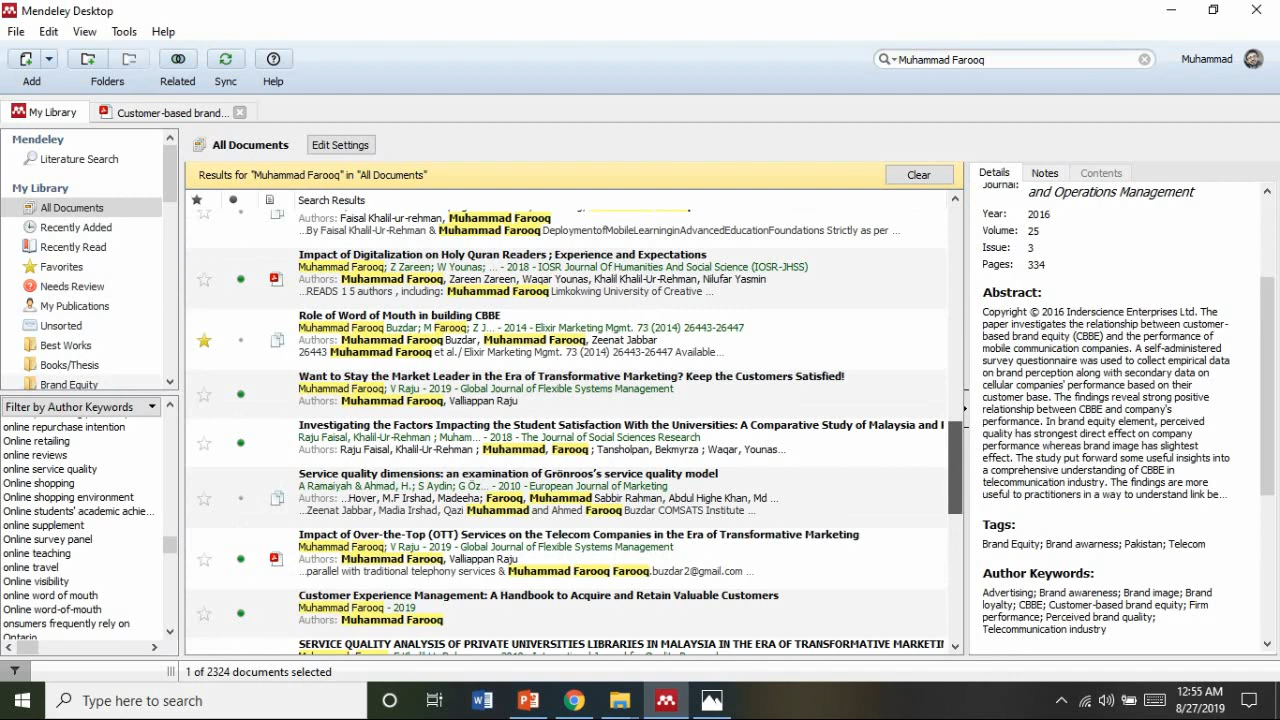 Mendeley Desktop
File Edit View Tools Help
Add Folders Related Sync Help
Muhammad Farooq
Muhammad
My Library
Customer-based brand...
Mendeley
Literature Search
My Library
All Documents
Recently Added
Recently Read
Favorites
Needs Review
My Publications
Unsorted
Best Works
Books/Thesis
Brand Equity
Filter by Author Keywords
online repurchase intention
Online retailing
online reviews
online service quality
Online shopping
Online shopping environment
Online students' academic achie...
online supplement
Online survey panel
online teaching
online travel
Online visibility
online word of mouth
Online word-of-mouth
onsumers frequently rely on
Ontario
All Documents
Edit Settings
Results for "Muhammad Farooq" in "All Documents"
Clear
Search Results
Authors: Faisal Khalil-ur-rehman, Muhammad Farooq
...By Faisal Khalil-Ur-Rehman & Muhammad Farooq DeploymentofMobileLearninginAdvancedEducationFoundations Strictly as per ...
Impact of Digitalization on Holy Quran Readers ; Experience and Expectations
Muhammad Farooq; Z Zareen; W Younas; ... - 2018 - IOSR Journal Of Humanities And Social Science (IOSR-JHSS)
Authors: Muhammad Farooq, Zareen Zareen, Waqar Younas, Khalil Khalil-Ur-Rehman, Nilufar Yasmin
...READS 1 5 authors , including: Muhammad Farooq Limkokwing University of Creative ...
Role of Word of Mouth in building CBBE
Muhammad Farooq Buzdar; M Farooq; Z J... - 2014 - Elixir Marketing Mgmt. 73 (2014) 26443-26447
Authors: Muhammad Farooq Buzdar, Muhammad Farooq, Zeenat Jabbar
26443 Muhammad Farooq et al./ Elixir Marketing Mgmt. 73 (2014) 26443-26447 Available...
Want to Stay the Market Leader in the Era of Transformative Marketing? Keep the Customers Satisfied!
Muhammad Farooq; V Raju - 2019 - Global Journal of Flexible Systems Management
Authors: Muhammad Farooq, Valliappan Raju
Investigating the Factors Impacting the Student Satisfaction With the Universities: A Comparative Study of Malaysia and
Raju Faisal, Khalil-Ur-Rehman ; Muham... - 2018 - The Journal of Social Sciences Research
Authors: Raju Faisal, Khalil-Ur-Rehman ; Muhammad, Farooq ; Tansholpan, Bekmyrza ; Waqar, Younas...
Service quality dimensions: an examination of Grönroos's service quality model
A Ramaiyah & Ahmad, H.; S Aydin; G Öz... - 2010 - European Journal of Marketing
Authors: ...Hover, M.F Irshad, Madeeha; Farooq, Muhammad Sabbir Rahman, Abdul Highe Khan, Md ...
...Zeenat Jabbar, Madia Irshad, Qazi Muhammad and Ahmed Farooq Buzdar COMSATS Institute ...
Impact of Over-the-Top (OTT) Services on the Telecom Companies in the Era of Transformative Marketing
Muhammad Farooq; V Raju - 2019 - Global Journal of Flexible Systems Management
Authors: Muhammad Farooq, Valliappan Raju
...parallel with traditional telephony services & Muhammad Farooq Farooq.buzdar2@gmail.com ...
Customer Experience Management: A Handbook to Acquire and Retain Valuable Customers
Muhammad Farooq - 2019
Authors: Muhammad Farooq
SERVICE QUALITY ANALYSIS OF PRIVATE UNIVERSITIES LIBRARIES IN MALAYSIA IN THE ERA OF TRANSFORMATIVE MARKETIN
Details Notes Contents
Journal: and Operations Management
Year: 2016
Volume: 25
Issue: 3
Pages: 334
Abstract:
Copyright © 2016 Inderscience Enterprises Ltd. The
paper investigates the relationship between customer-
based brand equity (CBBE) and the performance of
mobile communication companies. A self-administered
survey questionnaire was used to collect empirical data
on brand perception along with secondary data on
cellular companies' performance based on their
customer base. The findings reveal strong positive
relationship between CBBE and company's
performance. In brand equity element, perceived
quality has strongest direct effect on company
performance whereas brand image has slightest
effect. The study put forward some useful insights into
a comprehensive understanding of CBBE in
telecommunication industry. The findings are more
useful to practitioners in a way to understand link be...
Tags:
Brand Equity; Brand awarness; Pakistan; Telecom
Author Keywords:
Advertising; Brand awareness; Brand image; Brand
loyalty; CBBE; Customer-based brand equity; Firm
performance; Perceived brand quality;
Telecommunication industry
1 of 2324 documents selected
Type here to search
12:55 AM
8/27/2019